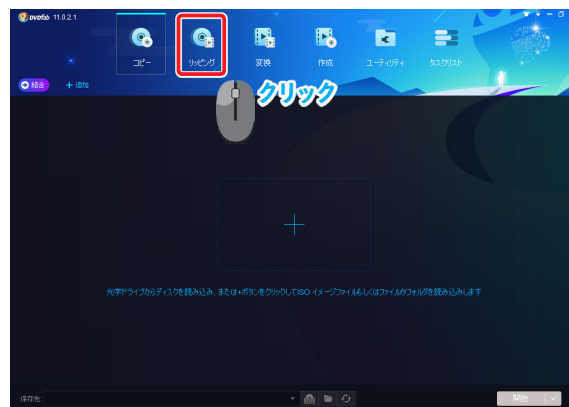 DVDFab 11.0.2.1
コピー
リッピング
変換
作成
ユーティリティ
タスクリスト
結合
+ 追加
クリック
光学ドライブからディスクを読み込み、または+ボタンをクリックしてISO イメージファイルもしくはファイルかフォルダを読み込みします
保存先:
開始